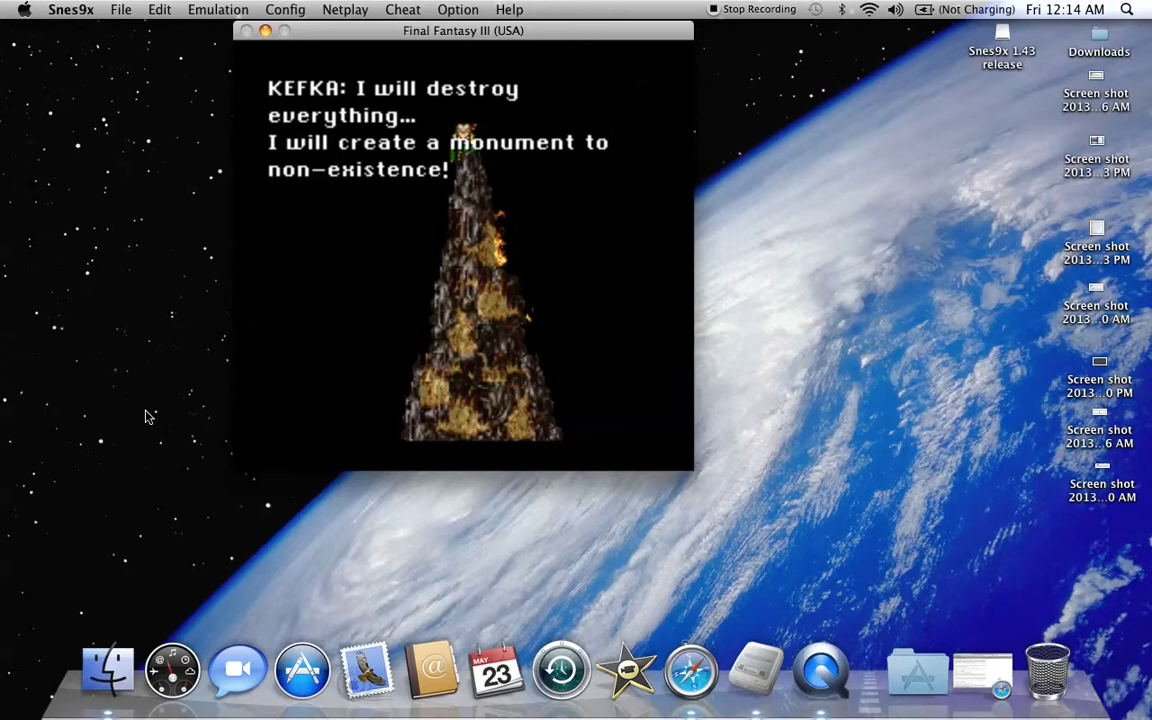 Snes9x File Edit Emulation Config Netplay Cheat Option Help Stop Recording (Not Charging) Fri 12:14 AM
Final Fantasy III (USA)
KEFKA: I will destroy
everything...
I will create a monument to
non-existence!
Snes9x 1.43
release
Downloads
Screen shot
2013...6 AM
Screen shot
2013...3 PM
Screen shot
2013...3 PM
Screen shot
2013...0 AM
Screen shot
2013...0 PM
Screen shot
2013...6 AM
Screen shot
2013...0 AM
MAY
23